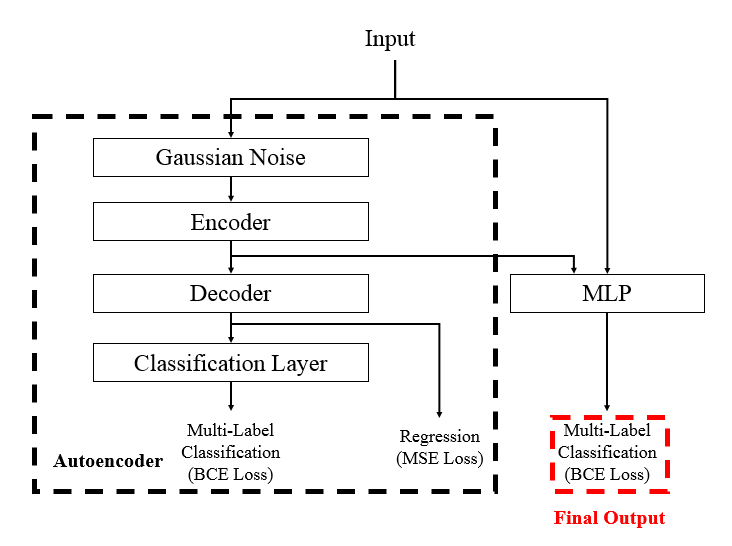 Input
Gaussian Noise
Encoder
Decoder
MLP
Classification Layer
Multi-Label
Classification
(BCE Loss)
Regression
(MSE Loss)
Multi-Label
Classification
(BCE Loss)
Autoencoder
Final Output